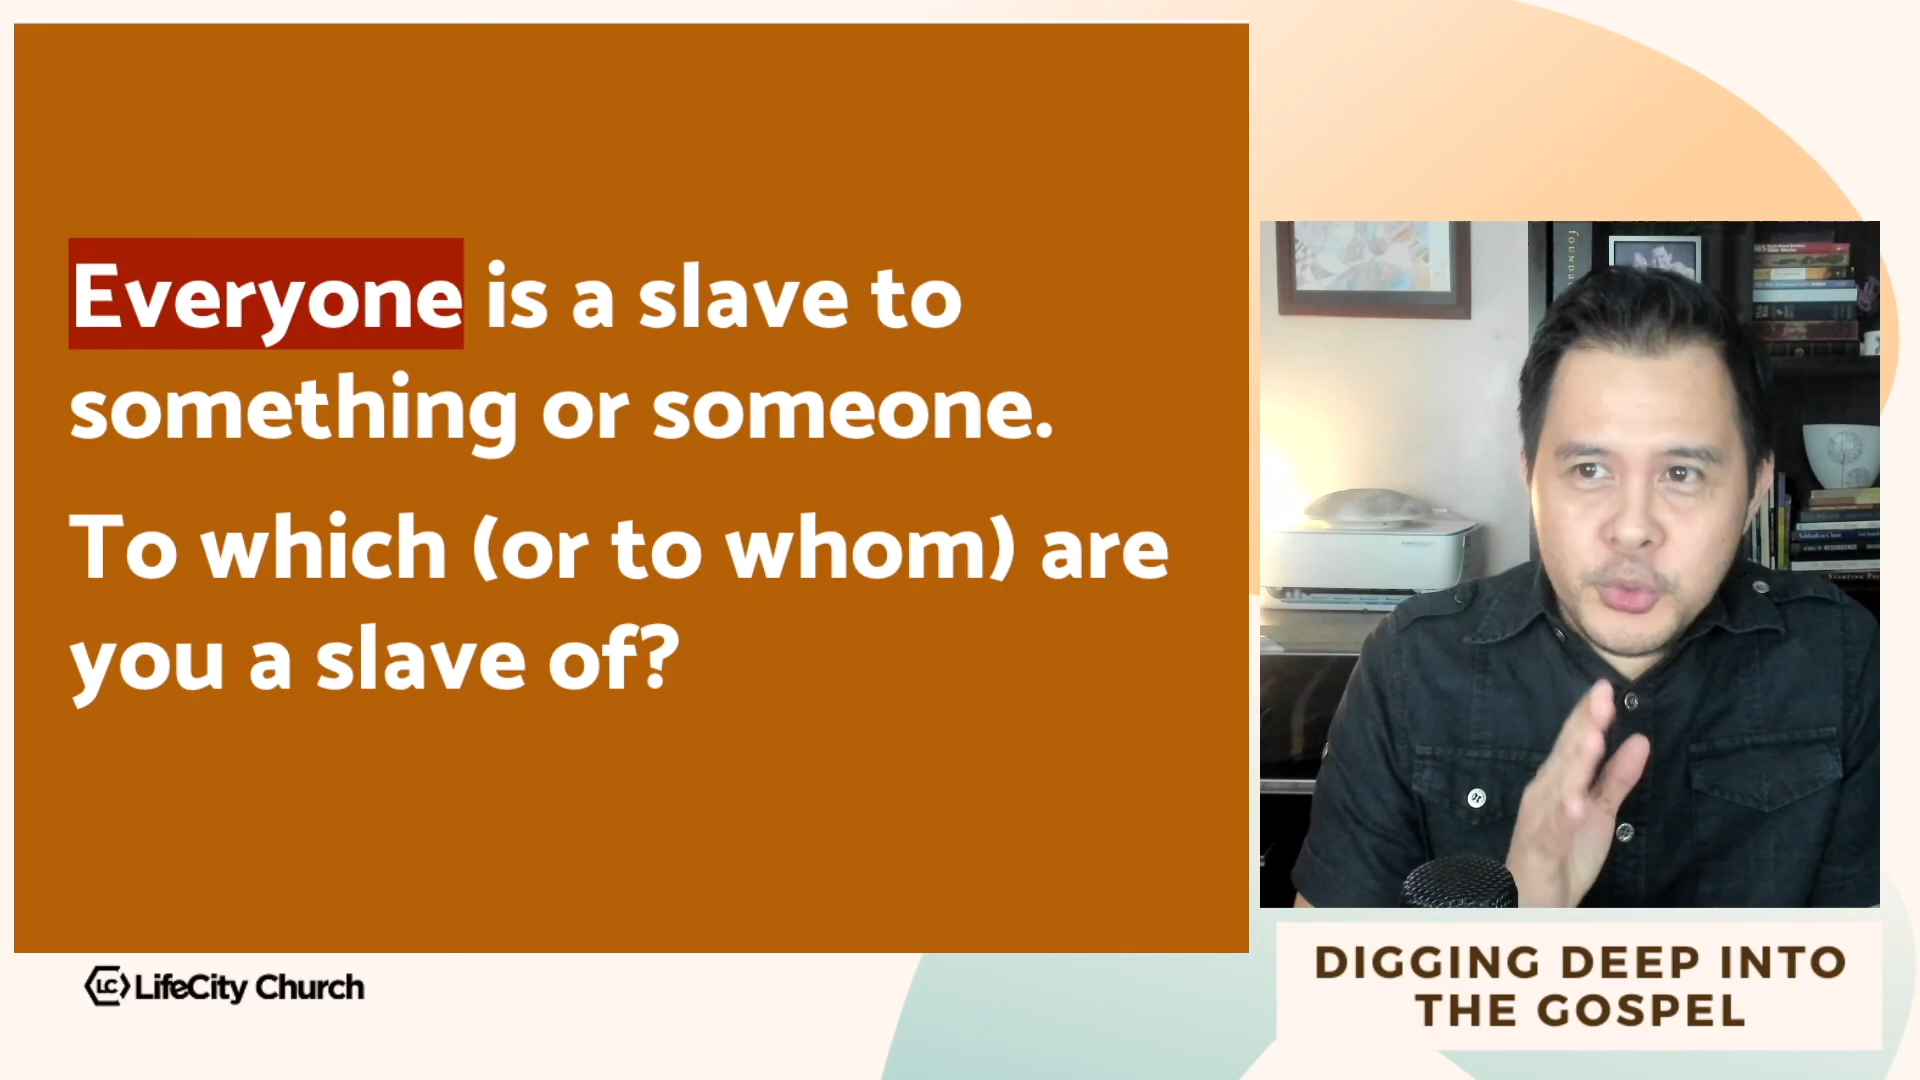 Everyone is a slave to
something or someone.
To which (or to whom) are
you a slave of?
LC LifeCity Church
DIGGING DEEP INTO
THE GOSPEL